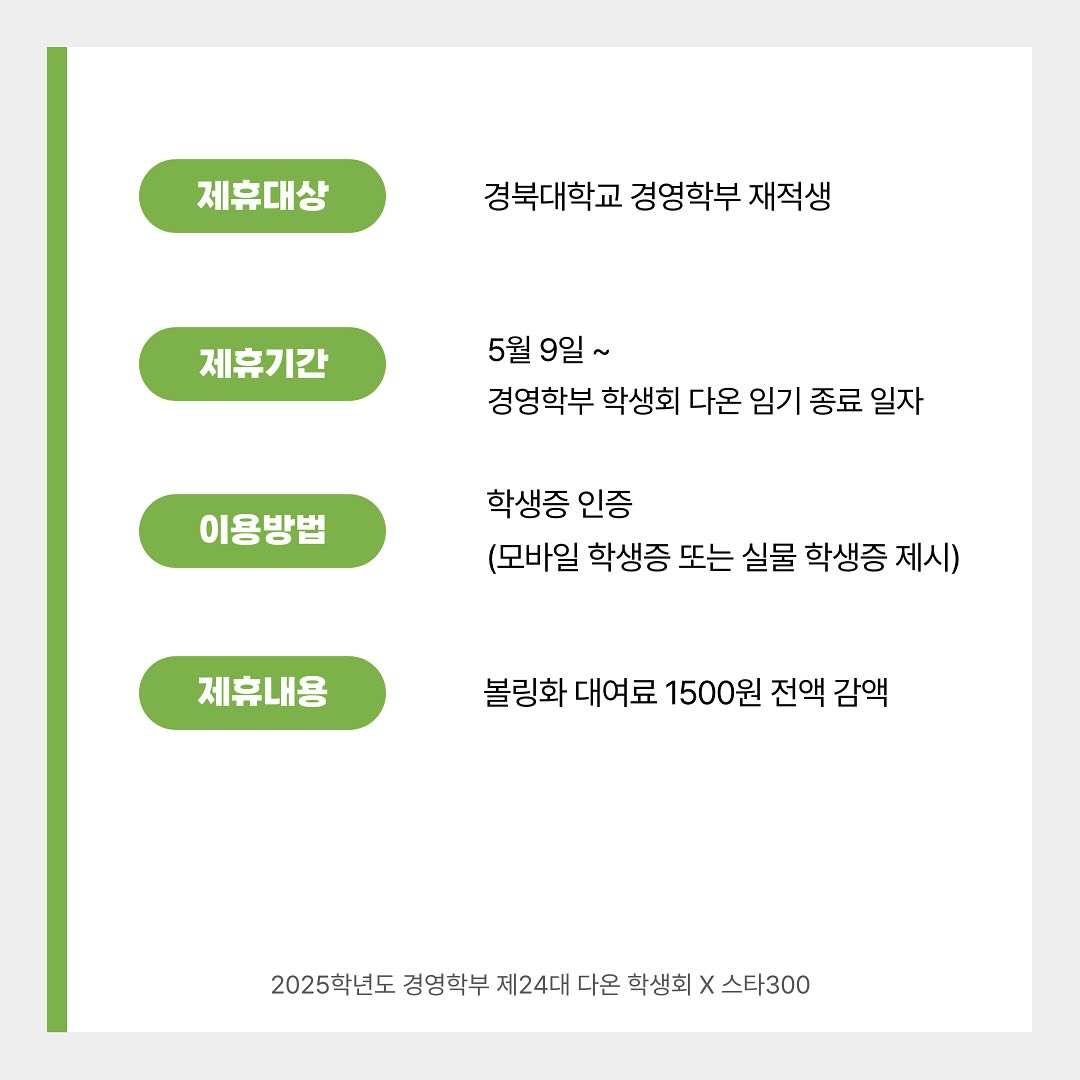 제휴대상
경북대학교 경영학부 재적생
제휴기간
5월 9일 ~
경영학부 학생회 다온 임기 종료 일자
이용방법
학생증 인증
(모바일 학생증 또는 실물 학생증 제시)
제휴내용
볼링화 대여료 1500원 전액 감액
2025학년도 경영학부 제24대 다온 학생회 X 스타300